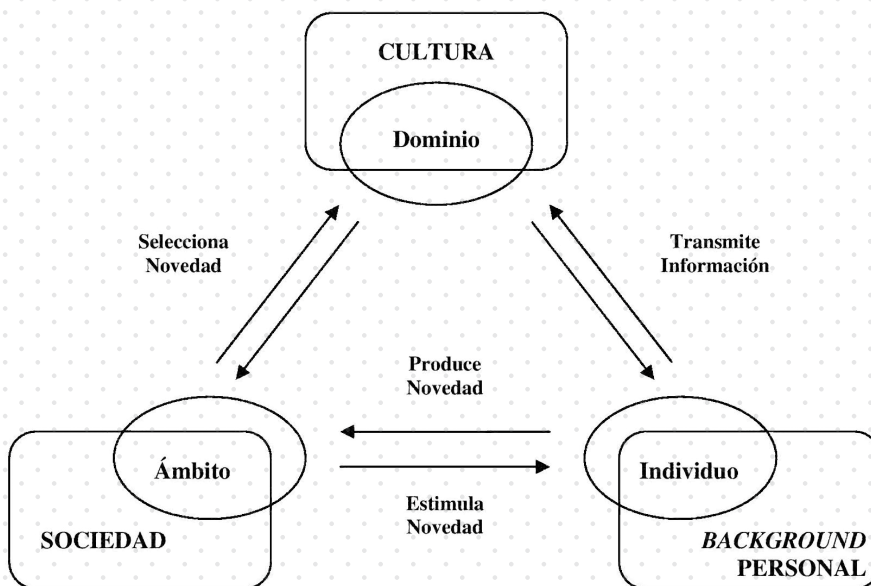 CULTURA
Dominio
Selecciona
Novedad
Transmite
Información
Produce
Novedad
Ámbito
Individuo
Estimula
Novedad
SOCIEDAD
BACKGROUND
PERSONAL